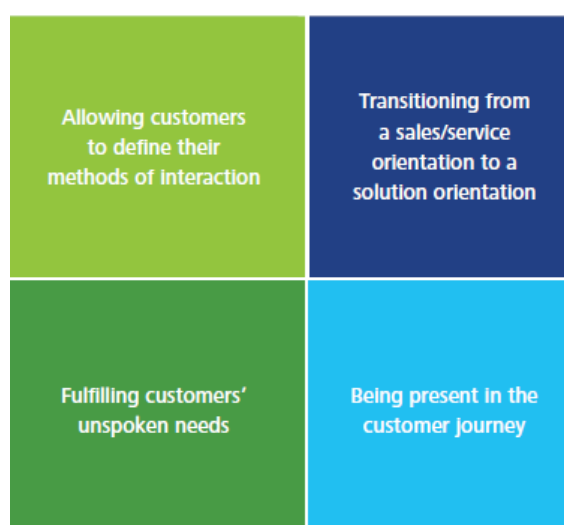 Allowing customers
to define their
methods of interaction
Transitioning from
a sales/service
orientation to a
solution orientation
Fulfilling customers’
unspoken needs
Being present in the
customer journey